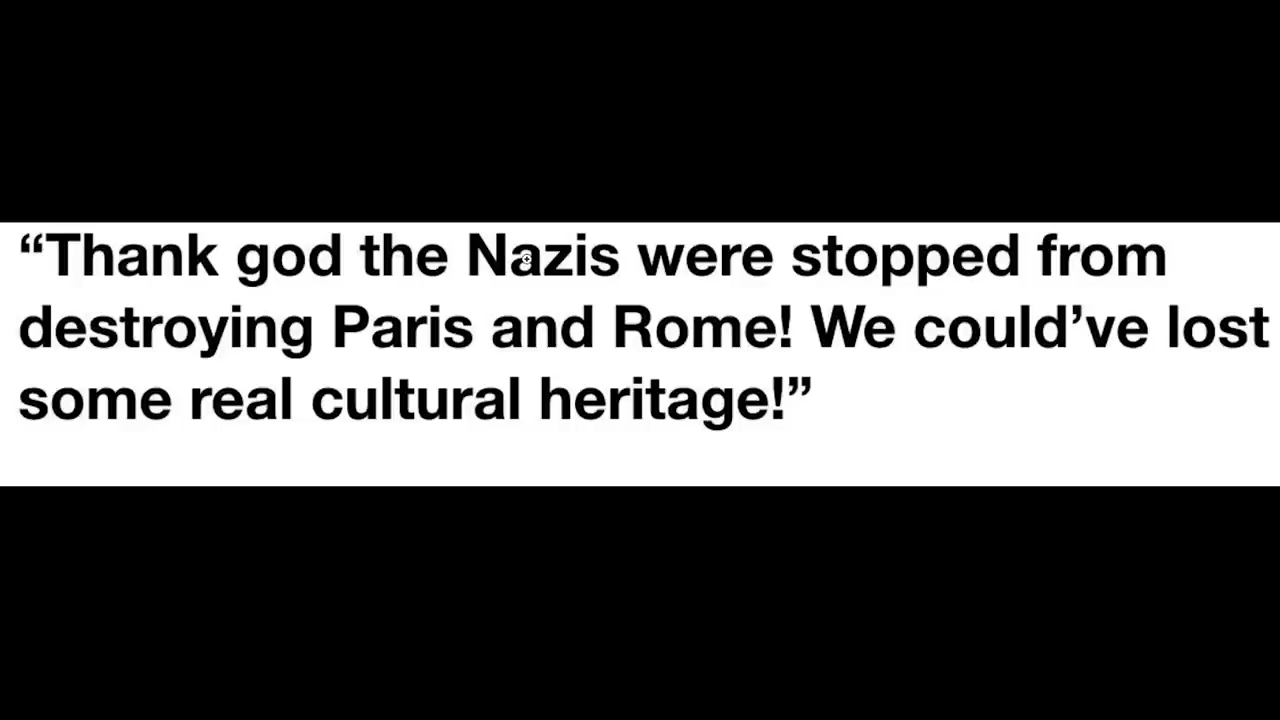 “Thank god the Nazis were stopped from
destroying Paris and Rome! We could’ve lost
some real cultural heritage!”